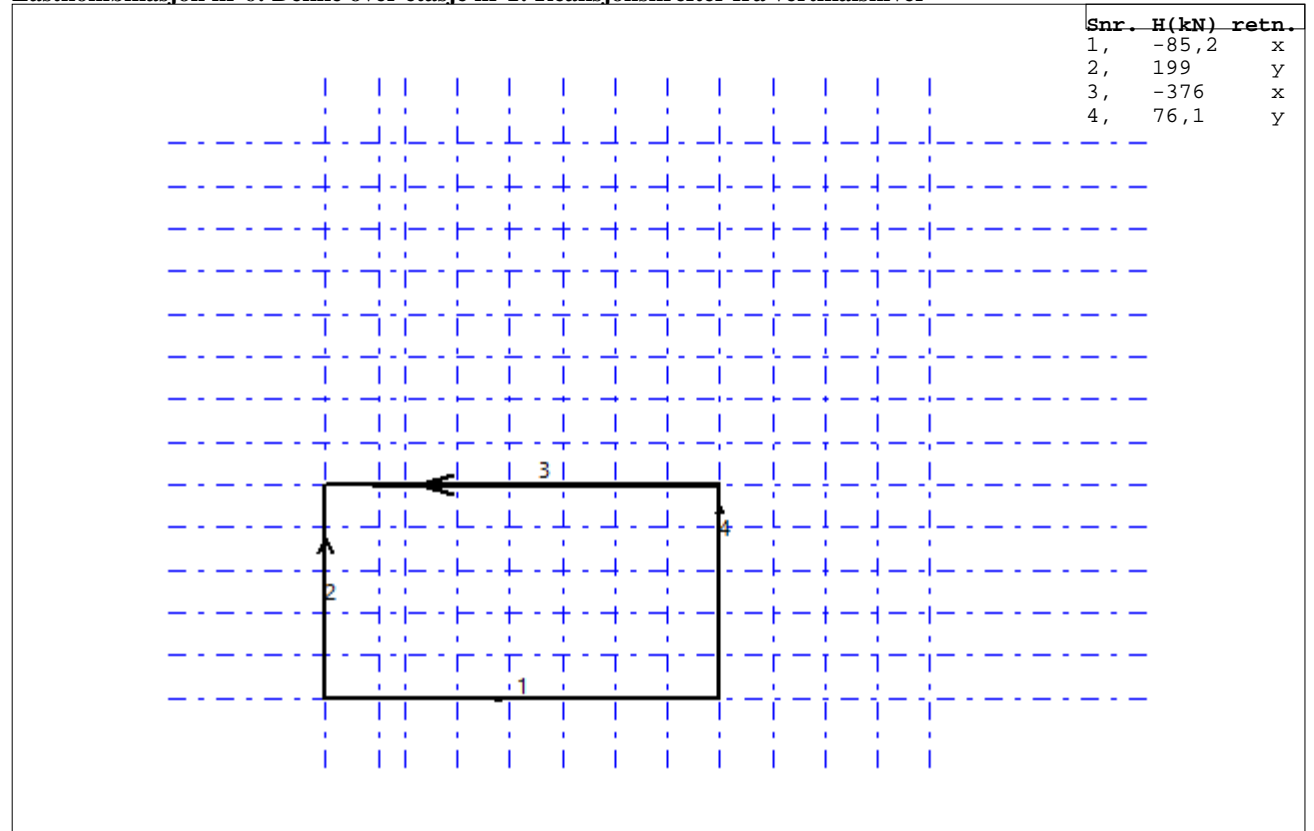 Snr. H(kN) retn.
1, -85,2 x
2, 199 y
3, -376 x
4, 76,1 y
3
4
2
1